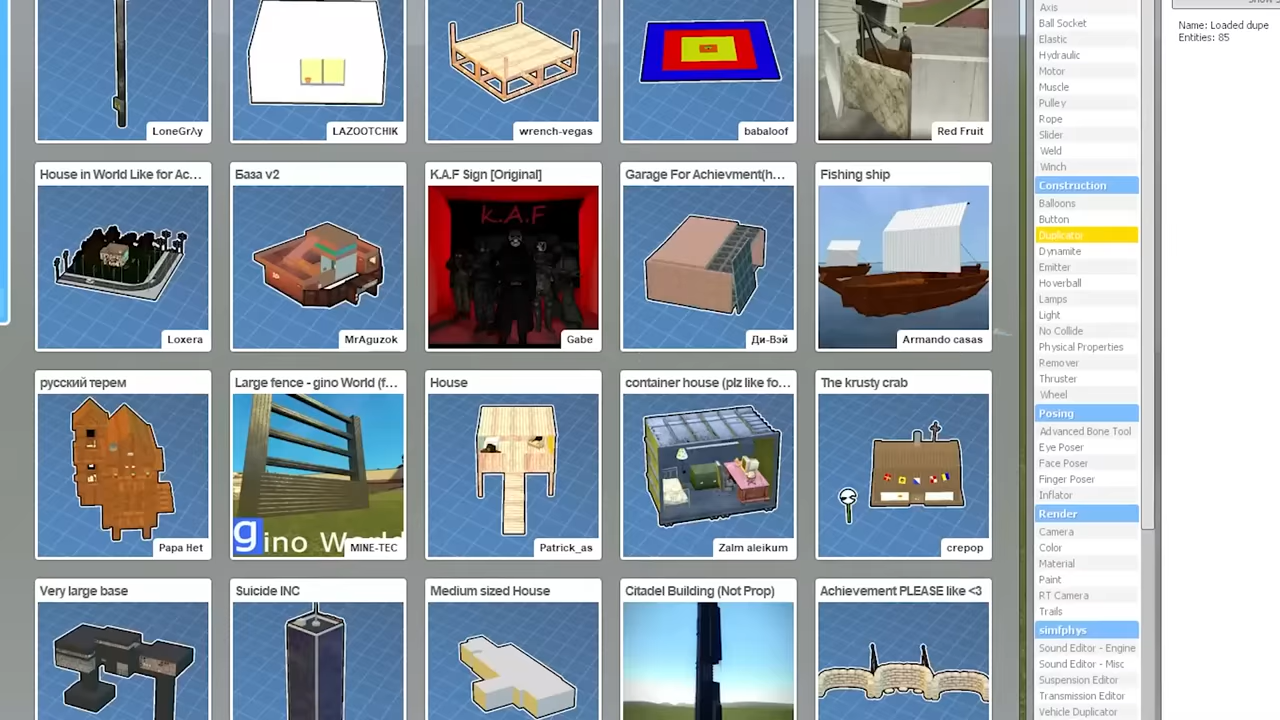 LoneGrλy
LAZOOTCHIK
wrench-vegas
babaloof
Red Fruit
House in World Like for Ac...
База v2
K.A.F Sign [Original]
Garage For Achievment(h...
Fishing ship
K.A.F
Loxera
MrAguzok
Gabe
Ди-Вэй
Armando casas
русский терем
Large fence - gino World (f...
House
container house (plz like fo...
The krusty crab
gino World
Papa Het
MINE-TEC
Patrick_as
Zalm aleikum
crepop
Very large base
Suicide INC
Medium sized House
Citadel Building (Not Prop)
Achievement PLEASE like <3
Axis
Ball Socket
Elastic
Hydraulic
Motor
Muscle
Pulley
Rope
Slider
Weld
Winch
Construction
Balloons
Button
Duplicator
Dynamite
Emitter
Hoverball
Lamps
Light
No Collide
Physical Properties
Remover
Thruster
Wheel
Posing
Advanced Bone Tool
Eye Poser
Face Poser
Finger Poser
Inflator
Render
Camera
Color
Material
Paint
RT Camera
Trails
simfphys
Sound Editor - Engine
Sound Editor - Misc
Suspension Editor
Transmission Editor
Vehicle Duplicator
Name: Loaded dupe
Entities: 85